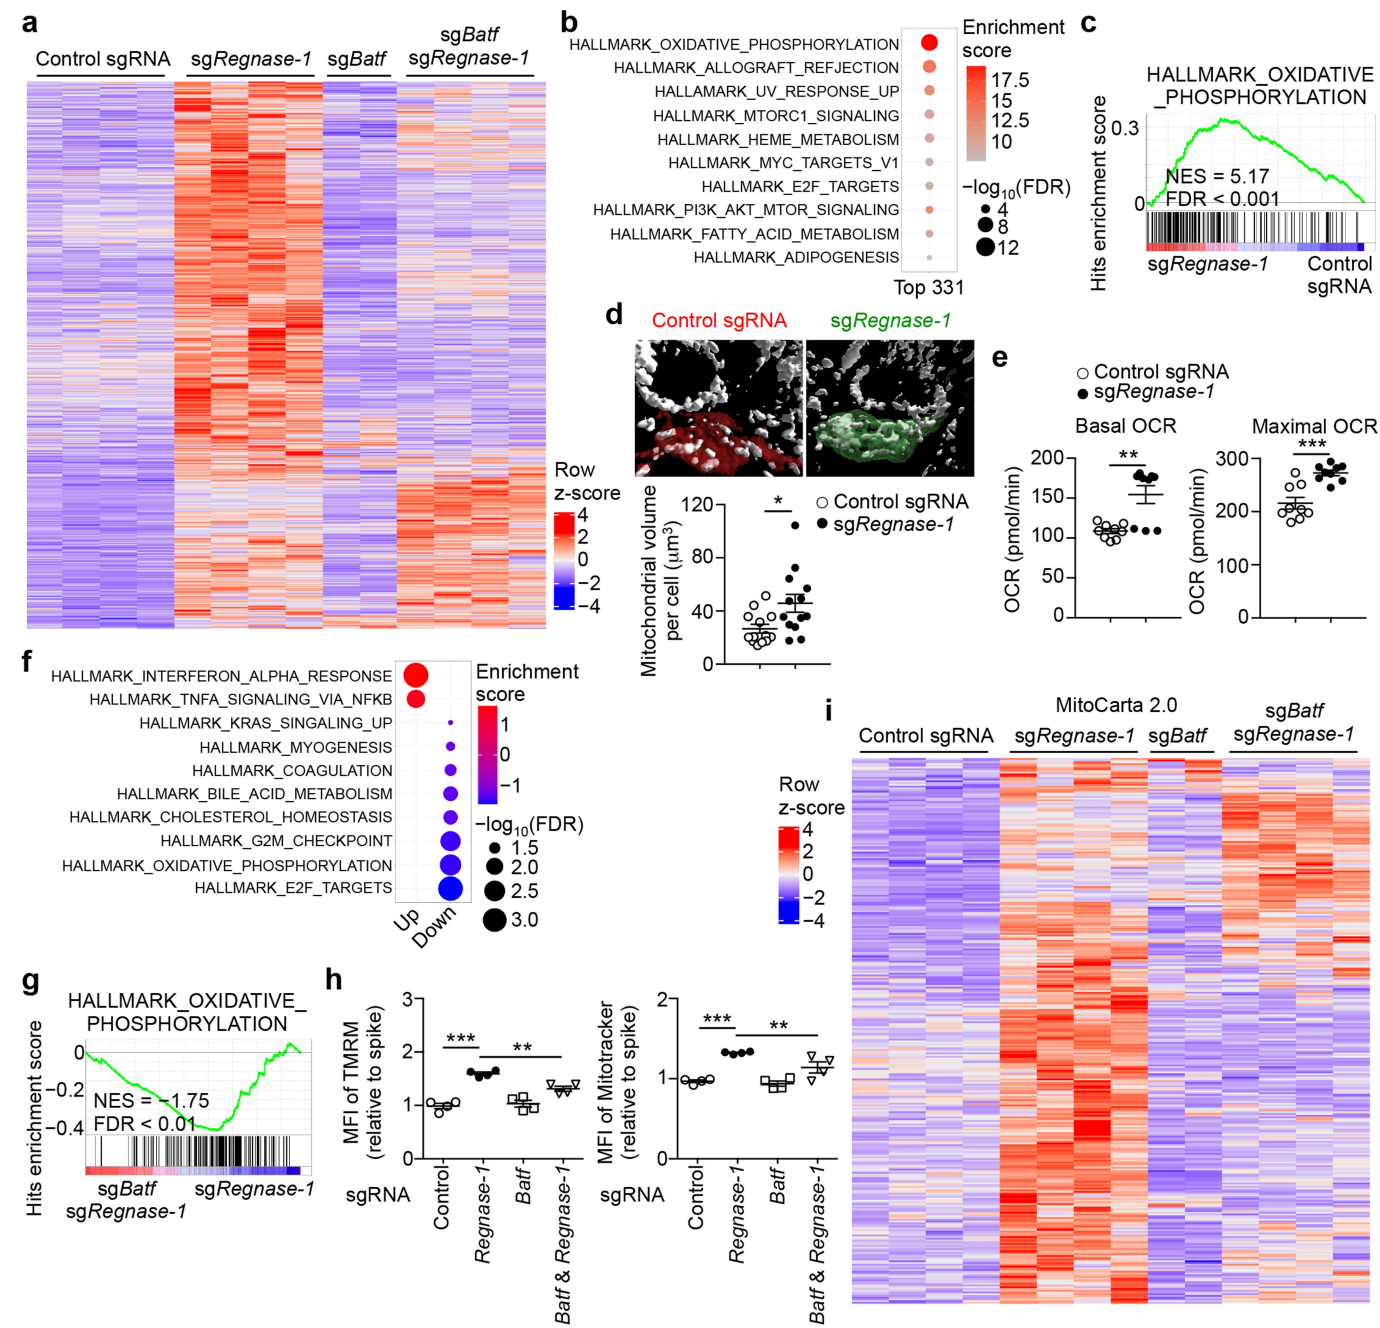 a
Control sgRNA
sgRegnase-1
sgBatf
sgBatf
sgRegnase-1
Row
z-score
4
2
0
−2
−4
b
HALLMARK_OXIDATIVE_PHOSPHORYLATION
HALLMARK_ALLOGRAFT_REFJECTION
HALLAMARK_UV_RESPONSE_UP
HALLMARK_MTORC1_SIGNALING
HALLMARK_HEME_METABOLISM
HALLMARK_MYC_TARGETS_V1
HALLMARK_E2F_TARGETS
HALLMARK_PI3K_AKT_MTOR_SIGNALING
HALLMARK_FATTY_ACID_METABOLISM
HALLMARK_ADIPOGENESIS
Top 331
Enrichment
score
17.5
15
12.5
10
−log10(FDR)
4
8
12
c
HALLMARK_OXIDATIVE
_PHOSPHORYLATION
Hits enrichment score
0.3
0
NES = 5.17
FDR < 0.001
sgRegnase-1
Control
sgRNA
d
Control sgRNA
sgRegnase-1
Mitochondrial volume
per cell (μm3)
120
80
40
0
*
Control sgRNA
sgRegnase-1
e
Control sgRNA
sgRegnase-1
Basal OCR
OCR (pmol/min)
200
150
100
50
0
**
Maximal OCR
OCR (pmol/min)
300
200
100
0
***
f
HALLMARK_INTERFERON_ALPHA_RESPONSE
HALLMARK_TNFA_SIGNALING_VIA_NFKB
HALLMARK_KRAS_SINGALING_UP
HALLMARK_MYOGENESIS
HALLMARK_COAGULATION
HALLMARK_BILE_ACID_METABOLISM
HALLMARK_CHOLESTEROL_HOMEOSTASIS
HALLMARK_G2M_CHECKPOINT
HALLMARK_OXIDATIVE_PHOSPHORYLATION
HALLMARK_E2F_TARGETS
Up
Down
Enrichment
score
1
0
−1
−log10(FDR)
1.5
2.0
2.5
3.0
g
HALLMARK_OXIDATIVE_
PHOSPHORYLATION
Hits enrichment score
0
−0.2
−0.4
NES = −1.75
FDR < 0.01
sgBatf
sgRegnase-1
sgRegnase-1
h
MFI of TMRM
(relative to spike)
3
2
1
0
***
**
sgRNA
Control
Regnase-1
Batf
Batf & Regnase-1
MFI of Mitotracker
(relative to spike)
2
1
0
***
**
sgRNA
Control
Regnase-1
Batf
Batf & Regnase-1
i
MitoCarta 2.0
Control sgRNA
sgRegnase-1
sgBatf
sgBatf
sgRegnase-1
Row
z-score
4
2
0
−2
−4